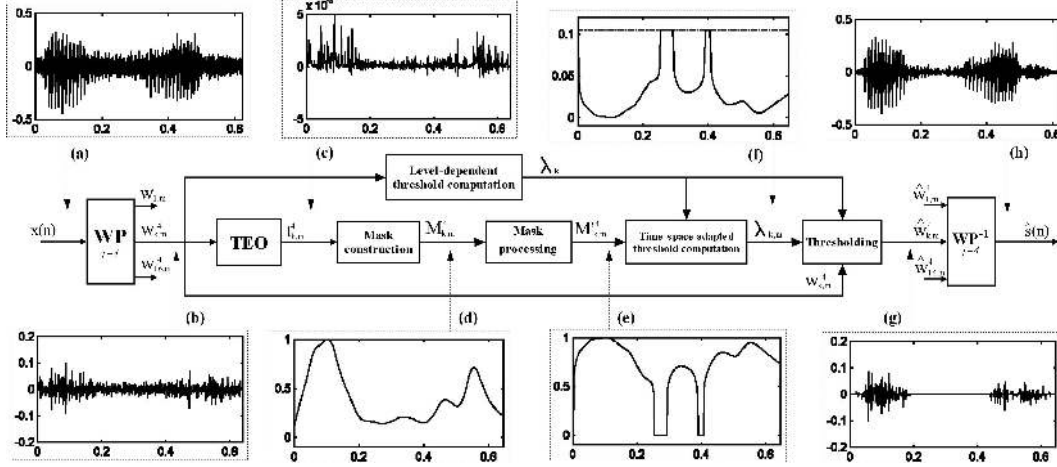 0.5
0
-0.5
0 0.2 0.4 0.6
(a)
5 x 10
0
-5
0 0.2 0.4 0.6
(c)
0.1
0.05
0
0 0.2 0.4 0.6
(f)
0.5
0
-0.5
0 0.2 0.4 0.6
(h)
Level-dependent
threshold computation
λk
x(n)
WP
j=4
TEO
Mask
construction
Mask
processing
Time-space adapted
threshold computation
λk,n
Thresholding
WP⁻¹
j=4
ŝ(n)
(b)
0.2
0.1
0
-0.1
-0.2
0 0.2 0.4 0.6
(d)
1
0.5
0
0 0.2 0.4 0.6
(e)
1
0.5
0
0 0.2 0.4 0.6
(g)
0.2
0.1
0
-0.1
-0.2
0 0.2 0.4 0.6